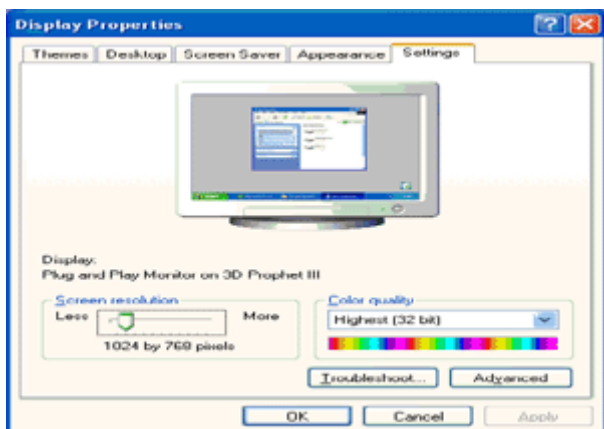 Display Properties
Themes Desktop Screen Saver Appearance Settings
Display:
Plug and Play Monitor on 3D Prophet III
Screen resolution
Less More
1024 by 768 pixels
Color quality
Highest (32 bit)
Troubleshoot... Advanced
OK Cancel Apply